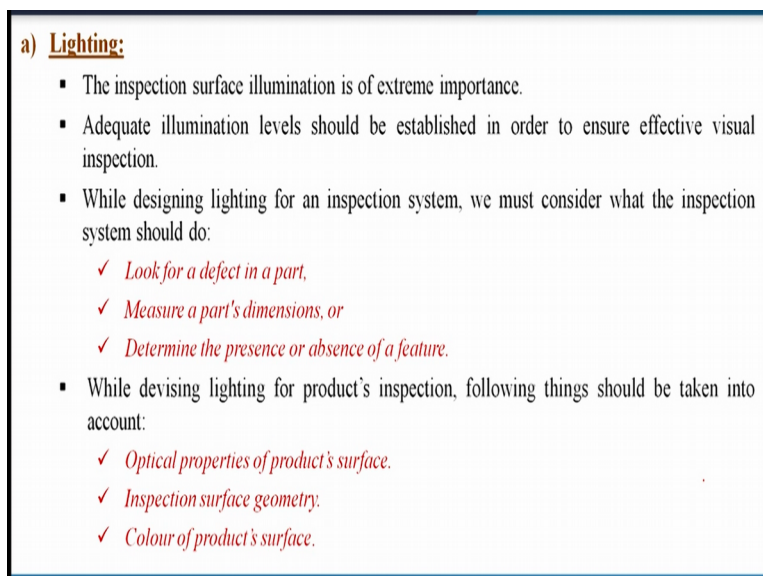 a) Lighting:
▪ The inspection surface illumination is of extreme importance.
▪ Adequate illumination levels should be established in order to ensure effective visual
inspection.
▪ While designing lighting for an inspection system, we must consider what the inspection
system should do:
✓ Look for a defect in a part,
✓ Measure a part's dimensions, or
✓ Determine the presence or absence of a feature.
▪ While devising lighting for product's inspection, following things should be taken into
account:
✓ Optical properties of product's surface.
✓ Inspection surface geometry.
✓ Colour of product's surface.